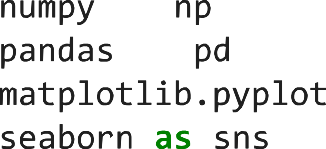 numpy np
pandas pd
matplotlib.pyplot
seaborn as sns